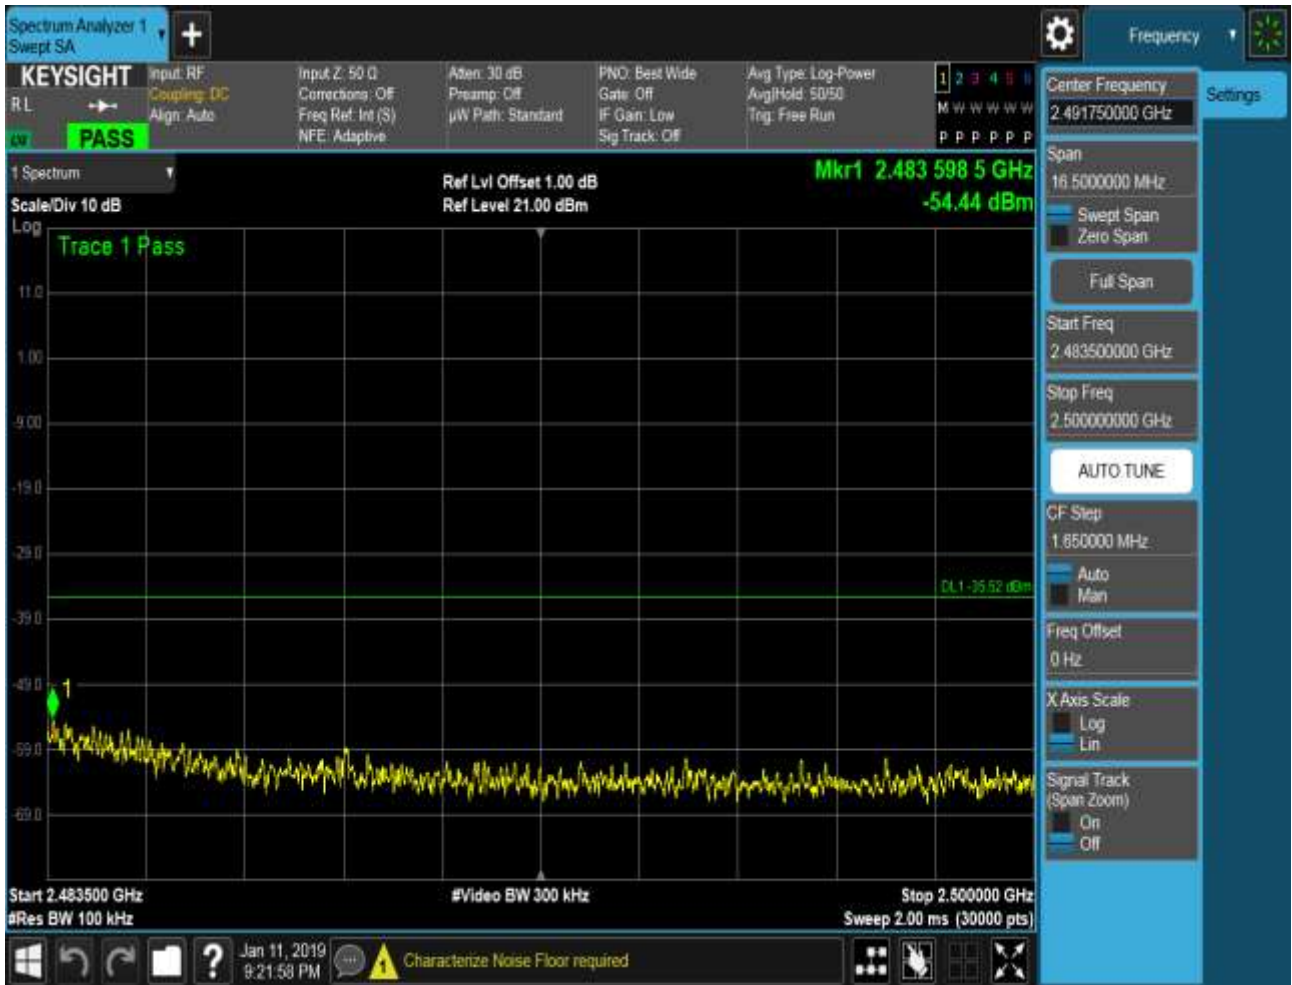 Spectrum Analyzer 1
Swept SA
+
Frequency
KEYSIGHT
R L
PASS
Input: RF
Coupling: DC
Align: Auto
Input Z: 50 Ω
Corrections: Off
Freq Ref: Int (S)
NFE: Adaptive
Atten: 30 dB
Preamp: Off
µW Path: Standard
PNO: Best Wide
Gate: Off
IF Gain: Low
Sig Track: Off
Avg Type: Log-Power
Avg|Hold: 50/50
Trig: Free Run
1 2 3 4 5 6
M W W W W W
P P P P P P
1 Spectrum
Scale/Div 10 dB
Log
Ref Lvl Offset 1.00 dB
Ref Level 21.00 dBm
Mkr1 2.483 598 5 GHz
-54.44 dBm
Trace 1 Pass
11.0
1.00
-9.00
-19.0
-29.0
-39.0
-49.0
-59.0
-69.0
DL1 -35.52 dBm
1
Start 2.483500 GHz
#Res BW 100 kHz
#Video BW 300 kHz
Stop 2.500000 GHz
Sweep 2.00 ms (30000 pts)
Center Frequency
2.491750000 GHz
Settings
Span
16.5000000 MHz
Swept Span
Zero Span
Full Span
Start Freq
2.483500000 GHz
Stop Freq
2.500000000 GHz
AUTO TUNE
CF Step
1.650000 MHz
Auto
Man
Freq Offset
0 Hz
X Axis Scale
Log
Lin
Signal Track
(Span Zoom)
On
Off
?
Jan 11, 2019
9:21:58 PM
1
Characterize Noise Floor required